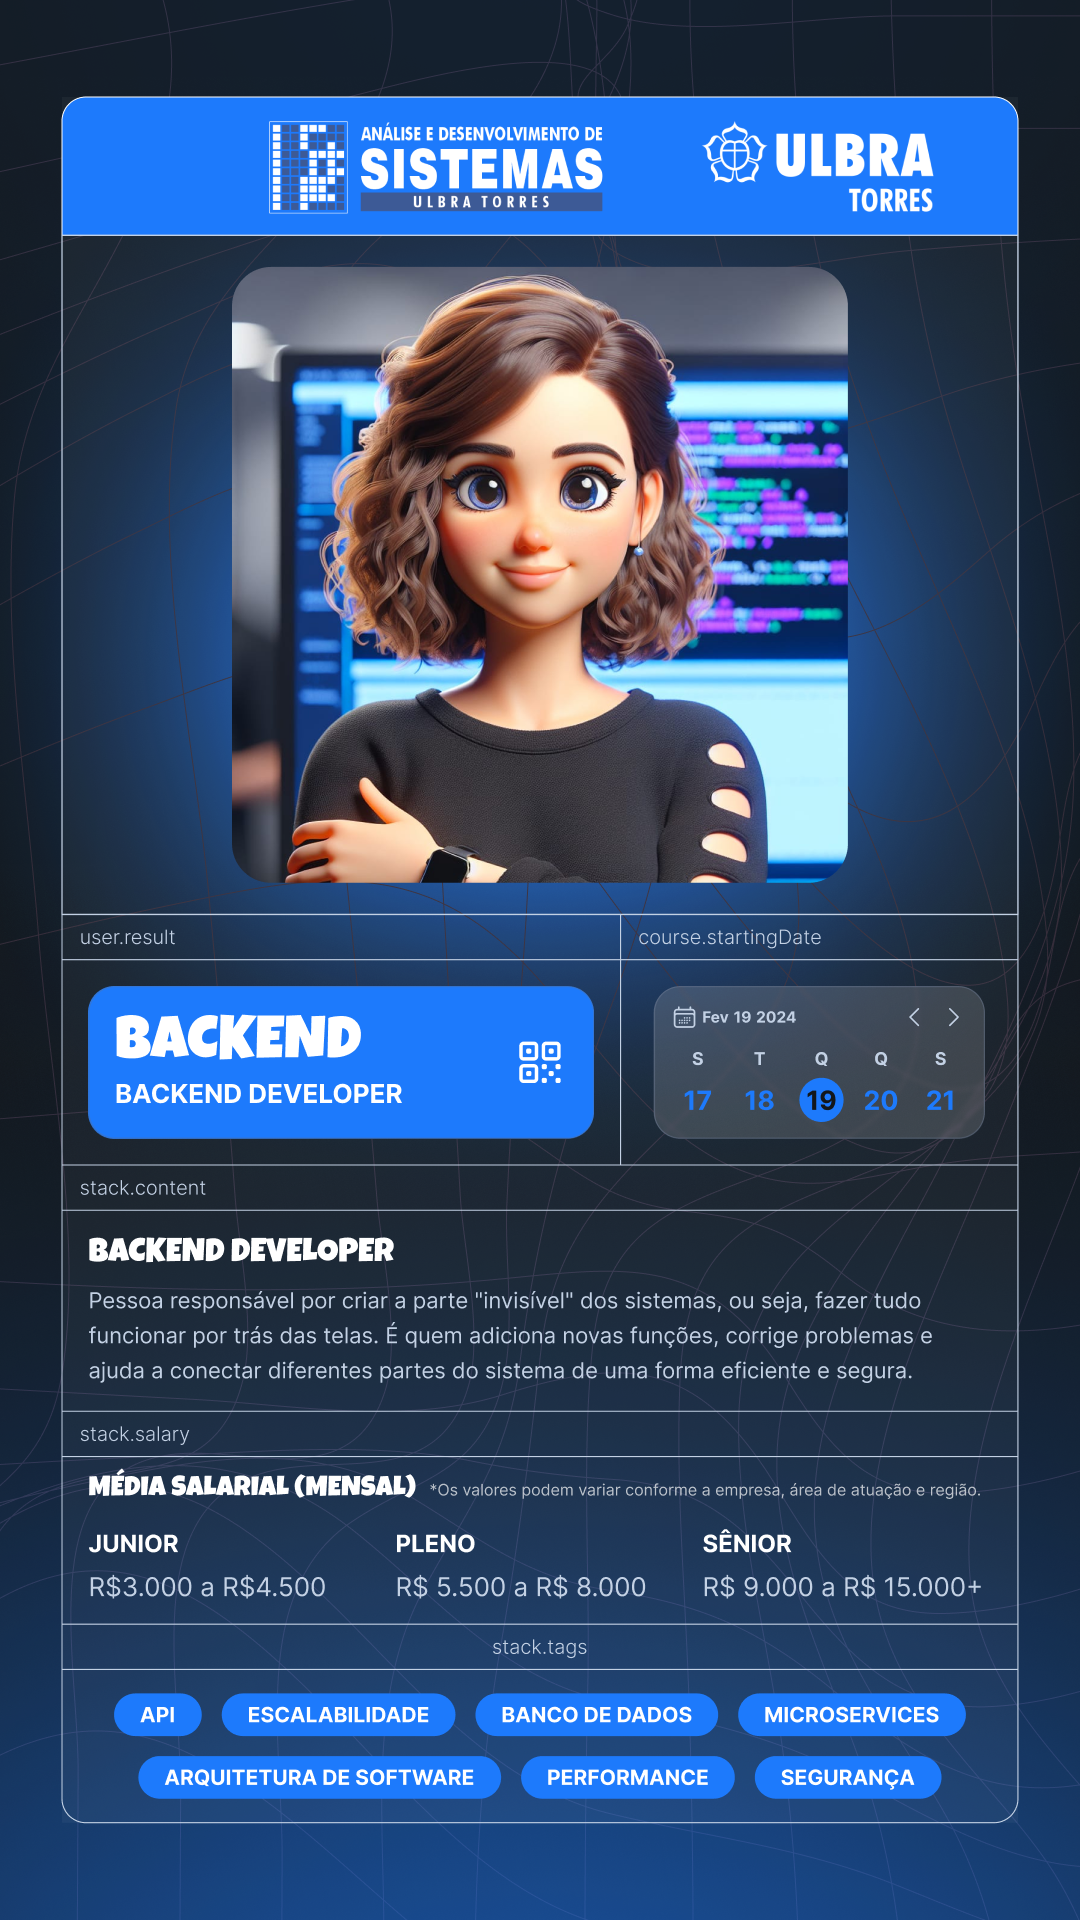 ANÁLISE E DESENVOLVIMENTO DE
SISTEMAS
ULBRA TORRES
ULBRA
TORRES
user.result
course.startingDate
BACKEND
BACKEND DEVELOPER
Fev 19 2024
S T Q Q S
17 18 19 20 21
stack.content
BACKEND DEVELOPER
Pessoa responsável por criar a parte "invisível" dos sistemas, ou seja, fazer tudo
funcionar por trás das telas. É quem adiciona novas funções, corrige problemas e
ajuda a conectar diferentes partes do sistema de uma forma eficiente e segura.
stack.salary
MÉDIA SALARIAL (MENSAL) *Os valores podem variar conforme a empresa, área de atuação e região.
JUNIOR PLENO SÊNIOR
R$3.000 a R$4.500 R$ 5.500 a R$ 8.000 R$ 9.000 a R$ 15.000+
stack.tags
API ESCALABILIDADE BANCO DE DADOS MICROSERVICES
ARQUITETURA DE SOFTWARE PERFORMANCE SEGURANÇA